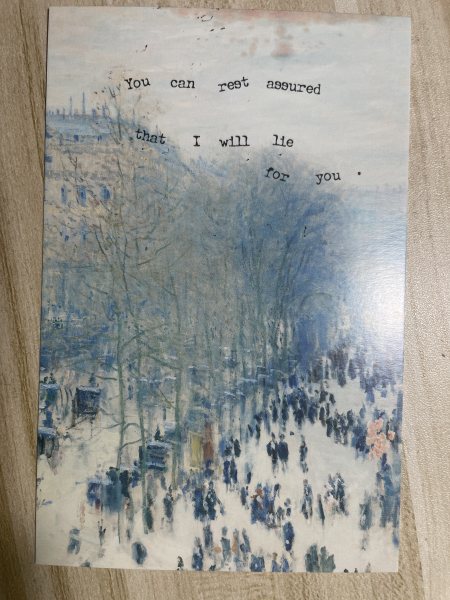 You can rest assured
that I will lie
for you.